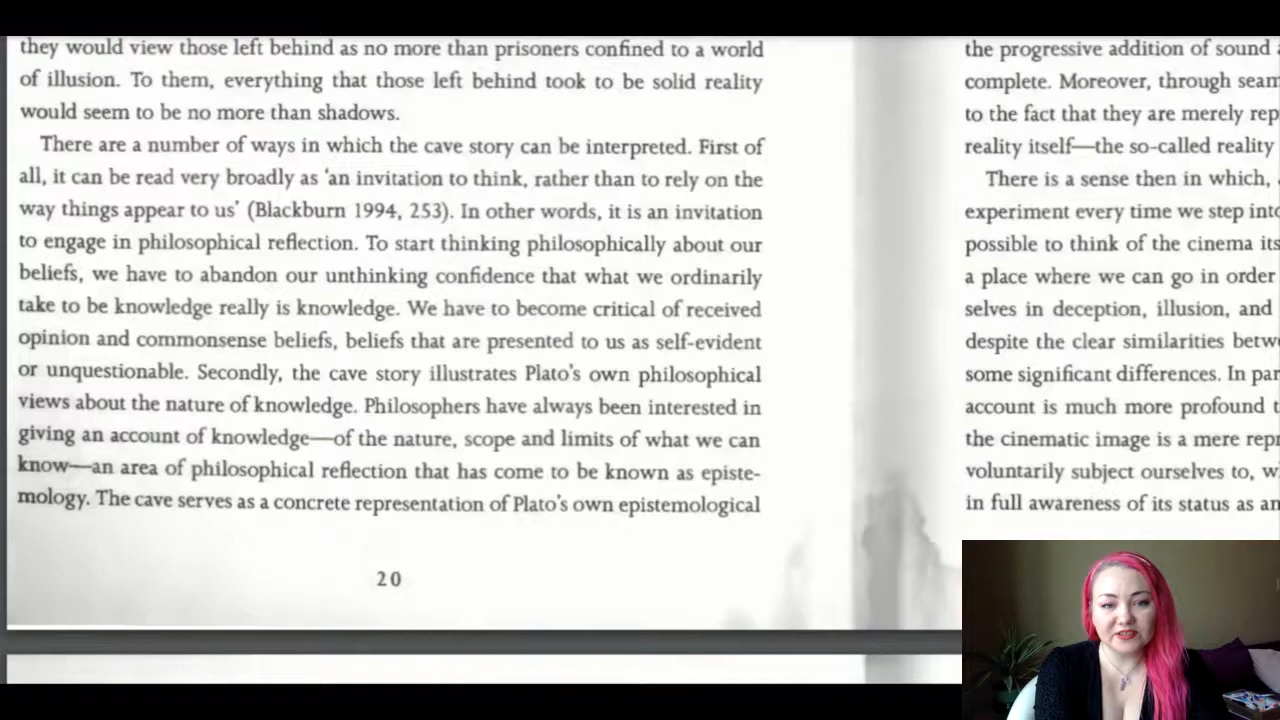 they would view those left behind as no more than prisoners confined to a world
of illusion. To them, everything that those left behind took to be solid reality
would seem to be no more than shadows.
There are a number of ways in which the cave story can be interpreted. First of
all, it can be read very broadly as ‘an invitation to think, rather than to rely on the
way things appear to us’ (Blackburn 1994, 253). In other words, it is an invitation
to engage in philosophical reflection. To start thinking philosophically about our
beliefs, we have to abandon our unthinking confidence that what we ordinarily
take to be knowledge really is knowledge. We have to become critical of received
opinion and commonsense beliefs, beliefs that are presented to us as self-evident
or unquestionable. Secondly, the cave story illustrates Plato’s own philosophical
views about the nature of knowledge. Philosophers have always been interested in
giving an account of knowledge—of the nature, scope and limits of what we can
know—an area of philosophical reflection that has come to be known as episte-
mology. The cave serves as a concrete representation of Plato’s own epistemological
20
the progressive addition of sound
complete. Moreover, through
to the fact that they are merely
reality itself—the so-called reality
There is a sense then in which,
experiment every time we step
possible to think of the cinema
a place where we can go in order
selves in deception, illusion, and
despite the clear similarities
some significant differences. In
account is much more profound
the cinematic image is a mere
voluntarily subject ourselves to,
in full awareness of its status as